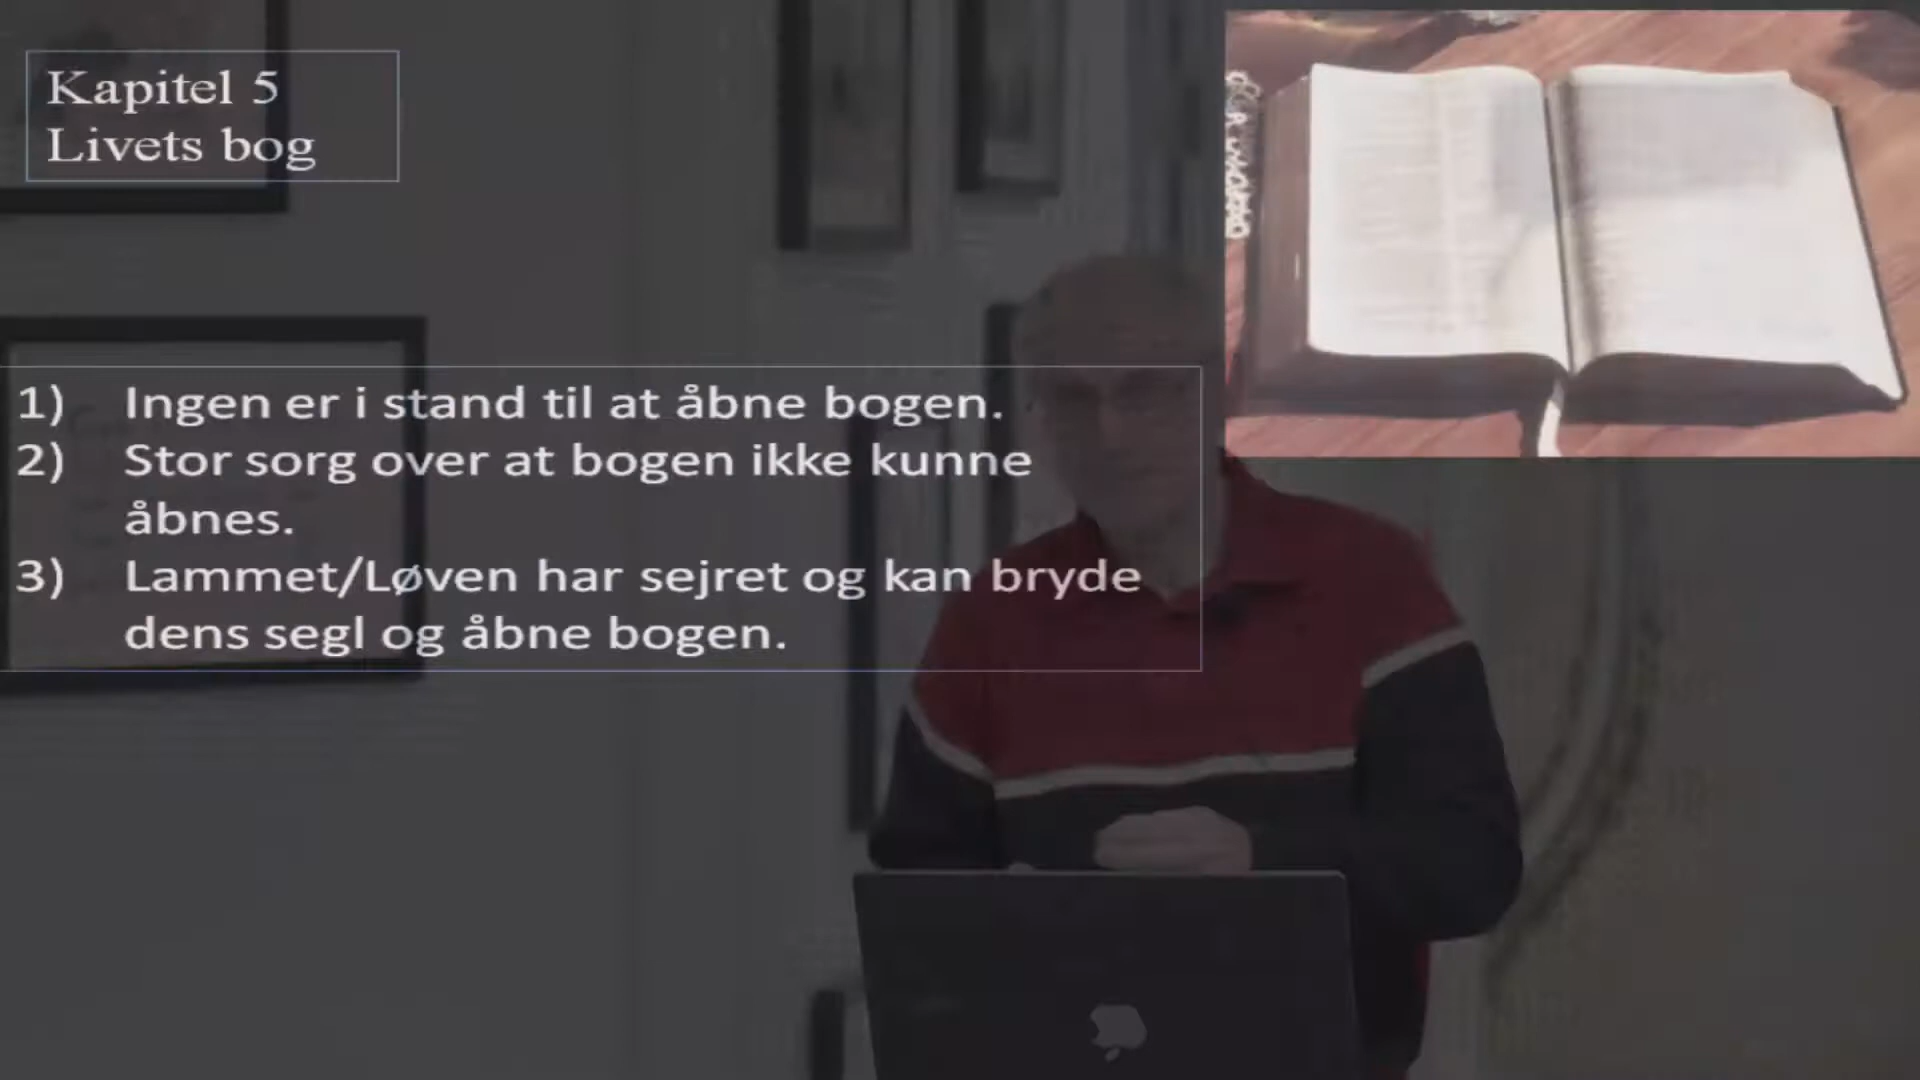 Kapitel 5
Livets bog
1) Ingen er i stand til at åbne bogen.
2) Stor sorg over at bogen ikke kunne
åbnes.
3) Lammet/Løven har sejret og kan bryde
dens segl og åbne bogen.